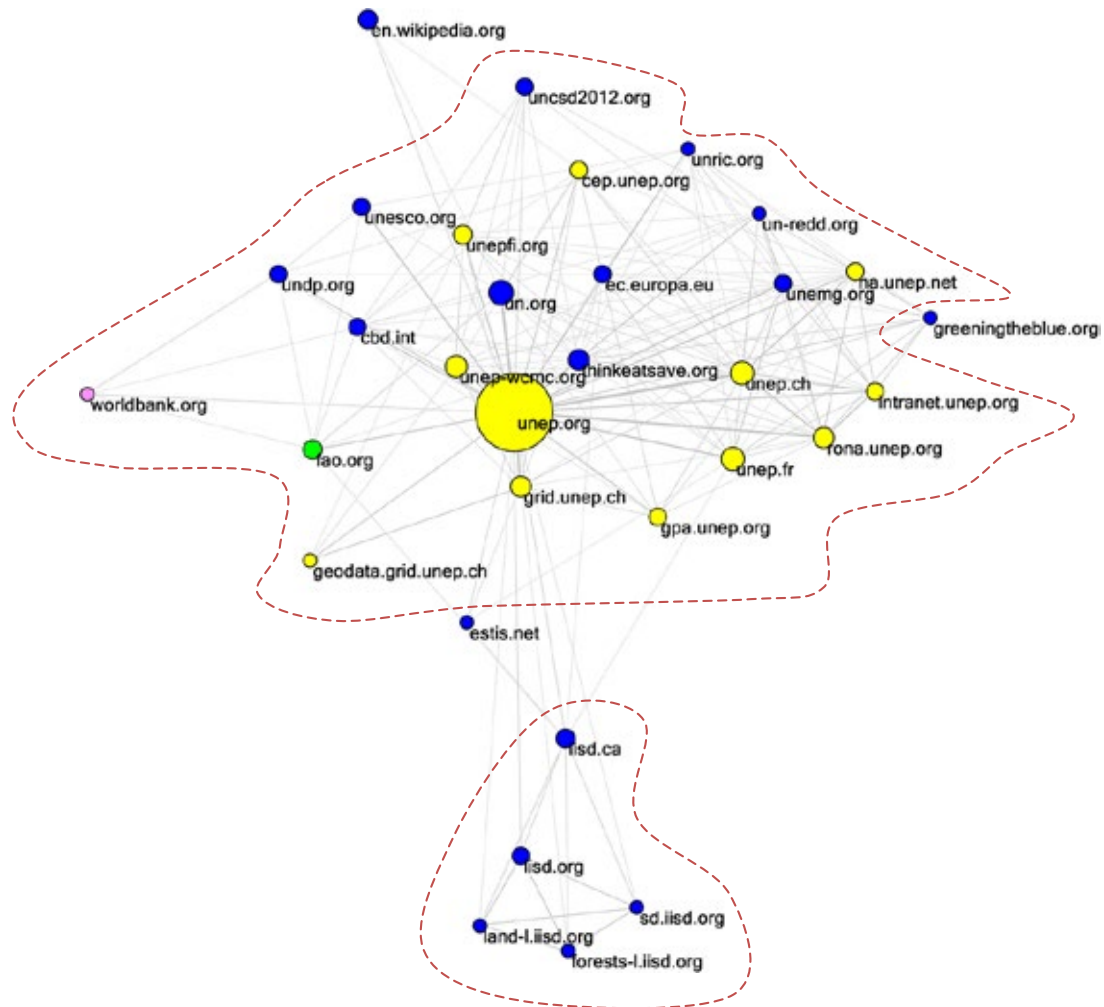 en.wikipedia.org
uncsd2012.org
unric.org
cep.unep.org
unesco.org
un-redd.org
unepfi.org
undp.org
ec.europa.eu
na.unep.net
unemg.org
un.org
greeningtheblue.org
cbd.int
thinkeatsave.org
unep-wcmc.org
unep.ch
worldbank.org
intranet.unep.org
unep.org
rona.unep.org
fao.org
unep.fr
grid.unep.ch
gpa.unep.org
geodata.grid.unep.ch
estis.net
iisd.ca
iisd.org
sd.iisd.org
land-l.iisd.org
forests-l.iisd.org